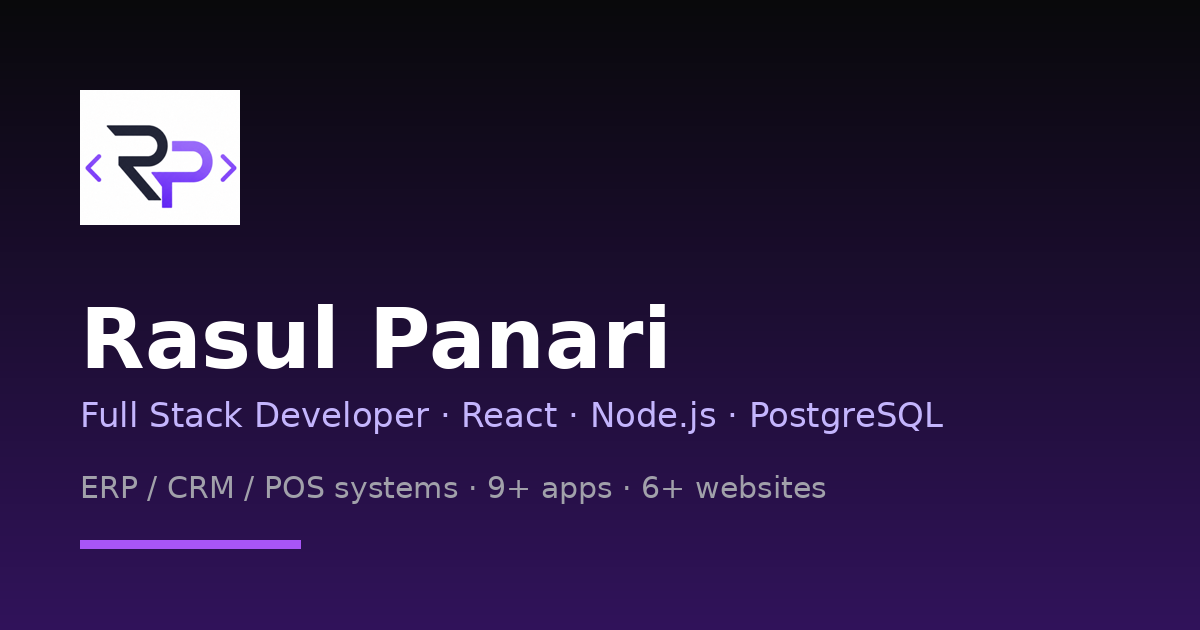 <RP>
Rasul Panari
Full Stack Developer · React · Node.js · PostgreSQL
ERP / CRM / POS systems · 9+ apps · 6+ websites